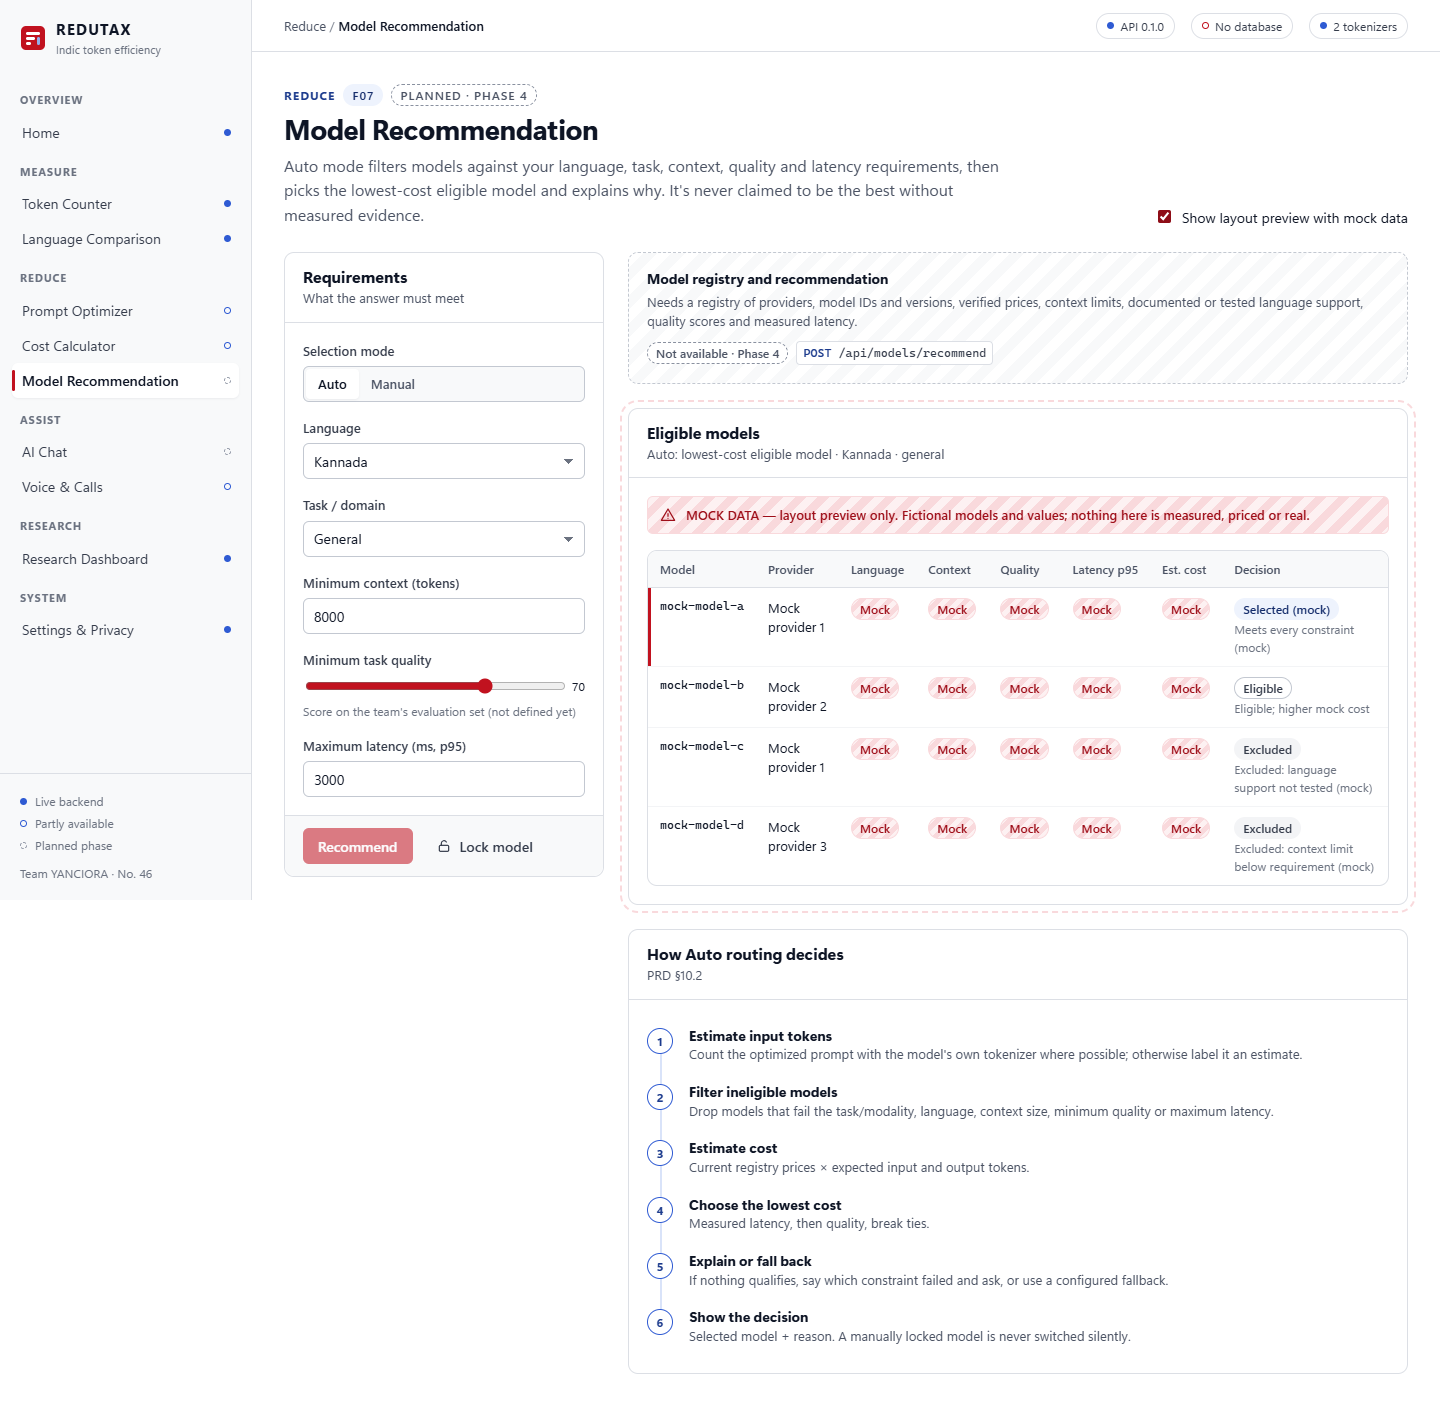 REDUTAX
Indic token efficiency
OVERVIEW
Home
MEASURE
Token Counter
Language Comparison
REDUCE
Prompt Optimizer
Cost Calculator
Model Recommendation
ASSIST
AI Chat
Voice & Calls
RESEARCH
Research Dashboard
SYSTEM
Settings & Privacy
Live backend
Partly available
Planned phase
Team YANCIORA · No. 46
Reduce / Model Recommendation
API 0.1.0
No database
2 tokenizers
REDUCE F07 PLANNED · PHASE 4
Model Recommendation
Auto mode filters models against your language, task, context, quality and latency requirements, then
picks the lowest-cost eligible model and explains why. It's never claimed to be the best without
measured evidence.
Show layout preview with mock data
Requirements
What the answer must meet
Selection mode
Auto Manual
Language
Kannada
Task / domain
General
Minimum context (tokens)
8000
Minimum task quality
70
Score on the team's evaluation set (not defined yet)
Maximum latency (ms, p95)
3000
Recommend Lock model
Model registry and recommendation
Needs a registry of providers, model IDs and versions, verified prices, context limits, documented or tested language support,
quality scores and measured latency.
Not available · Phase 4 POST /api/models/recommend
Eligible models
Auto: lowest-cost eligible model · Kannada · general
MOCK DATA — layout preview only. Fictional models and values; nothing here is measured, priced or real.
Model Provider Language Context Quality Latency p95 Est. cost Decision
mock-model-a Mock provider 1 Mock Mock Mock Mock Mock Selected (mock)
Meets every constraint
(mock)
mock-model-b Mock provider 2 Mock Mock Mock Mock Mock Eligible
Eligible; higher mock cost
mock-model-c Mock provider 1 Mock Mock Mock Mock Mock Excluded
Excluded: language
support not tested (mock)
mock-model-d Mock provider 3 Mock Mock Mock Mock Mock Excluded
Excluded: context limit
below requirement (mock)
How Auto routing decides
PRD §10.2
1 Estimate input tokens
Count the optimized prompt with the model's own tokenizer where possible; otherwise label it an estimate.
2 Filter ineligible models
Drop models that fail the task/modality, language, context size, minimum quality or maximum latency.
3 Estimate cost
Current registry prices × expected input and output tokens.
4 Choose the lowest cost
Measured latency, then quality, break ties.
5 Explain or fall back
If nothing qualifies, say which constraint failed and ask, or use a configured fallback.
6 Show the decision
Selected model + reason. A manually locked model is never switched silently.